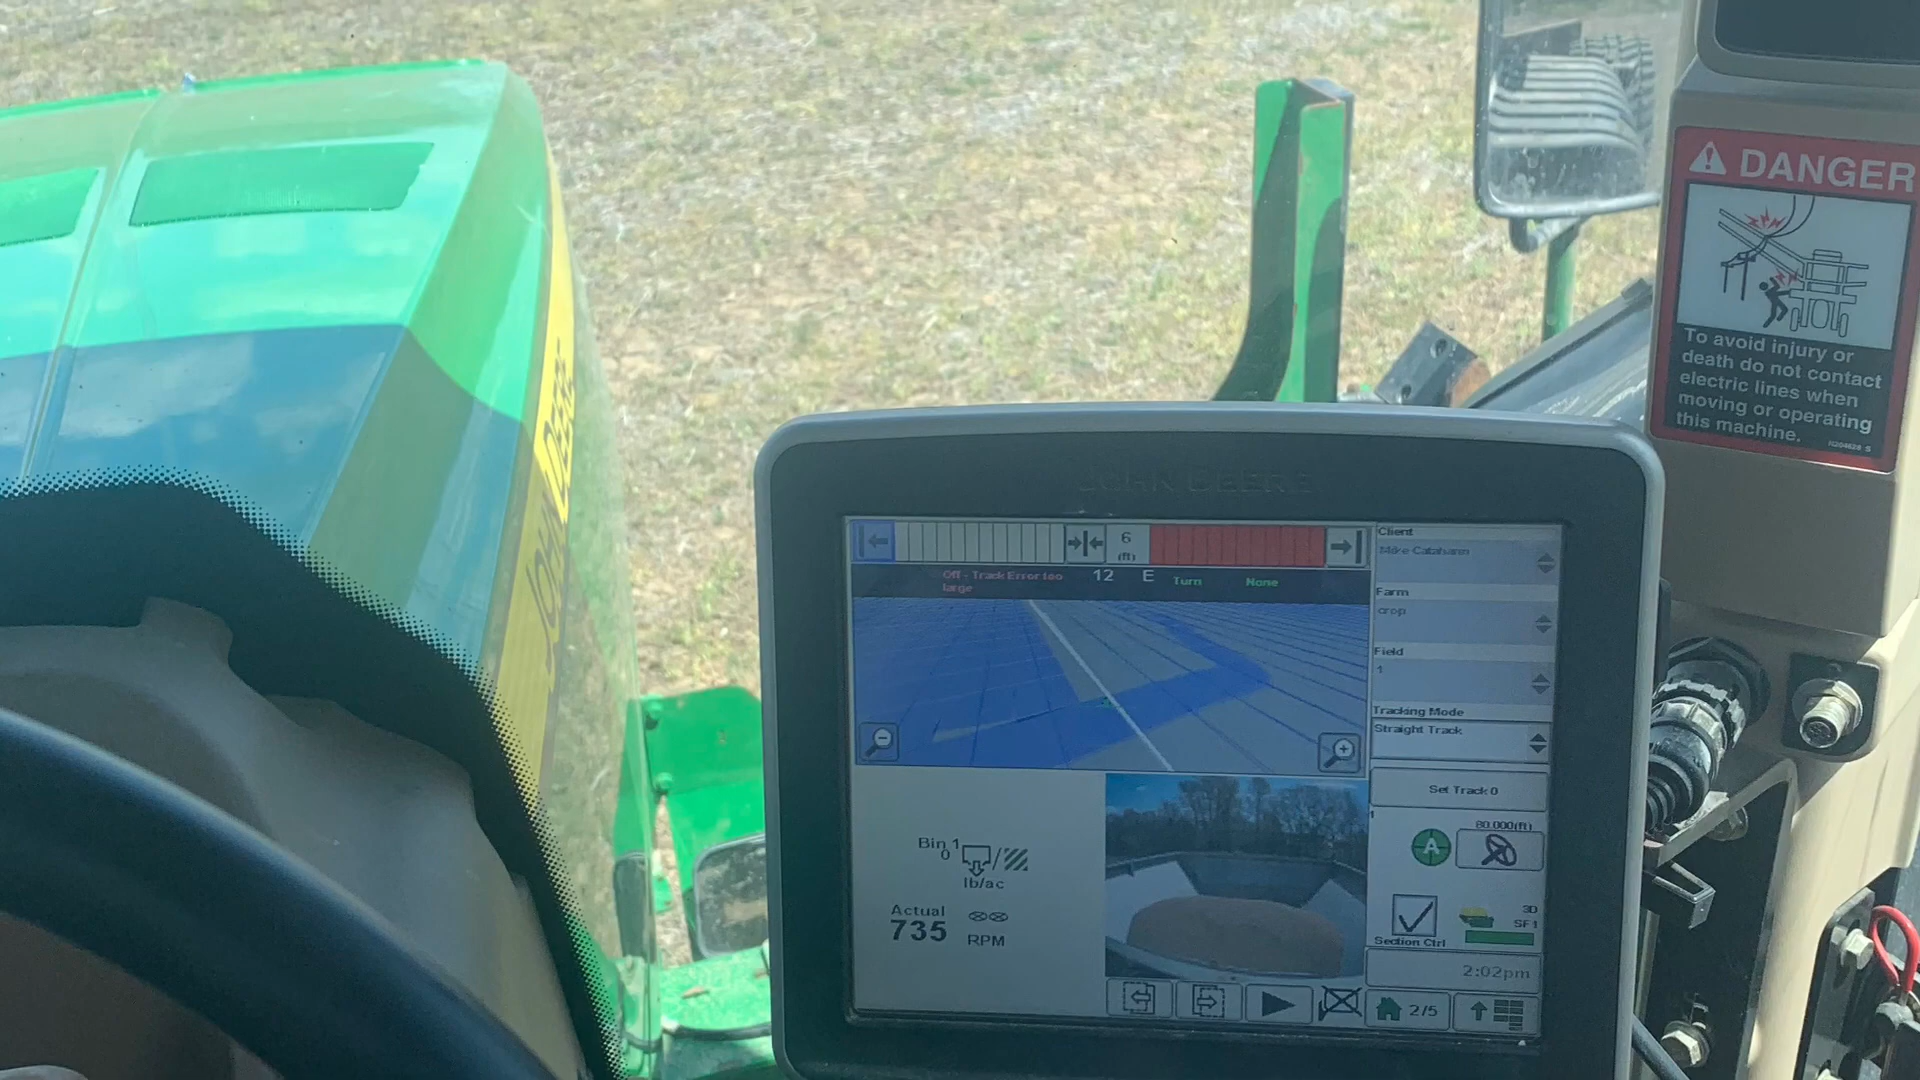 DANGER
To avoid injury or
death do not contact
electric lines when
moving or operating
this machine.
N204628 S
JOHN DEERE
JOHN DEERE
6
(ft)
Off - Track Error too
large
12
E
Turn
None
Client
Farm
crop
Field
1
Tracking Mode
Straight Track
Set Track 0
1
80.000(ft)
A
3D
SF1
Section Ctrl
2:02pm
2/5
Bin 1
0
lb/ac
Actual
735
RPM